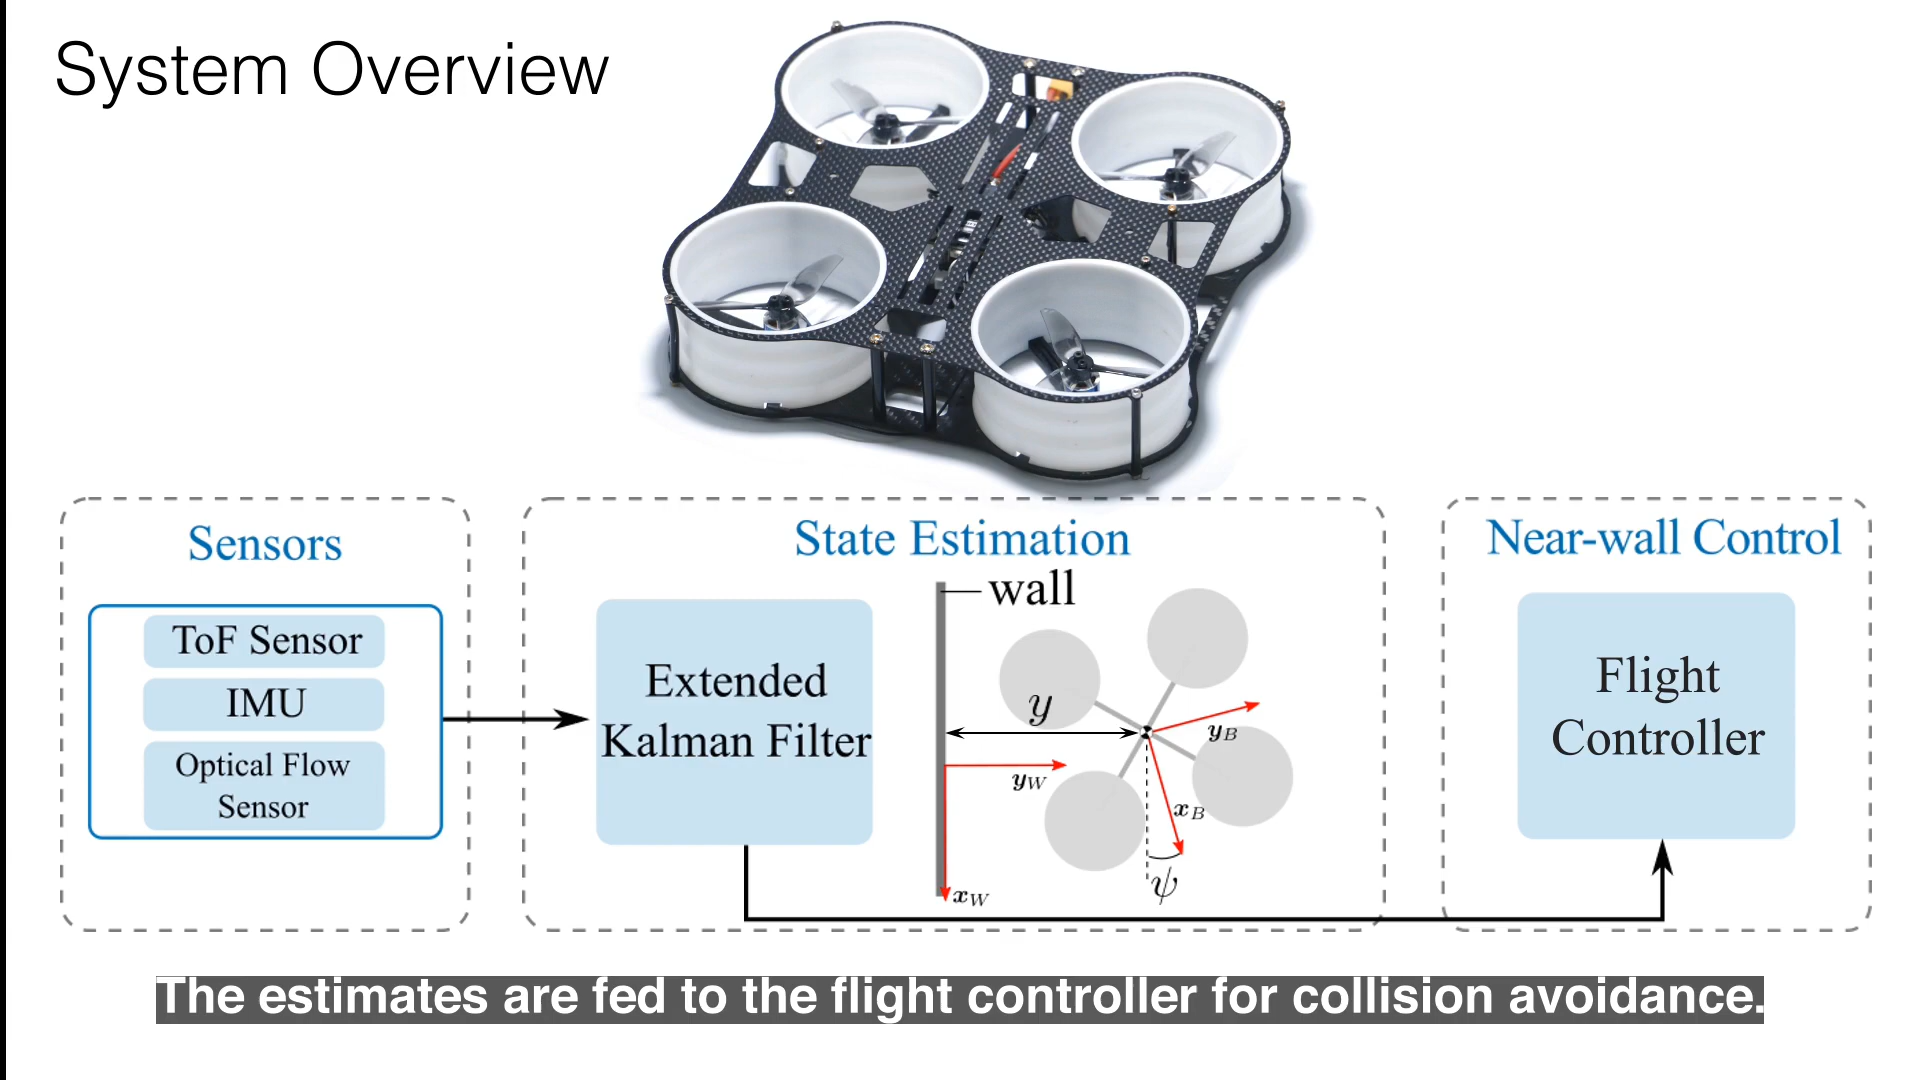 System Overview
Sensors
ToF Sensor
IMU
Optical Flow
Sensor
State Estimation
Extended
Kalman Filter
wall
y
y_W
x_W
y_B
x_B
ψ
Near-wall Control
Flight
Controller
The estimates are fed to the flight controller for collision avoidance.